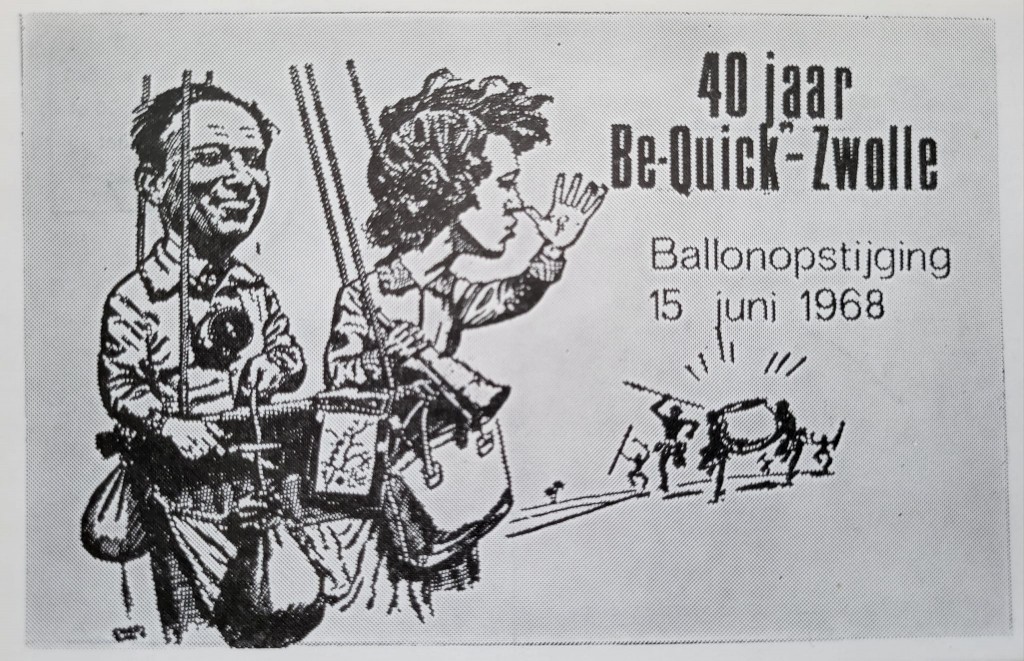 40 jaar
Be-Quick"-Zwolle
Ballonopstijging
15 juni 1968